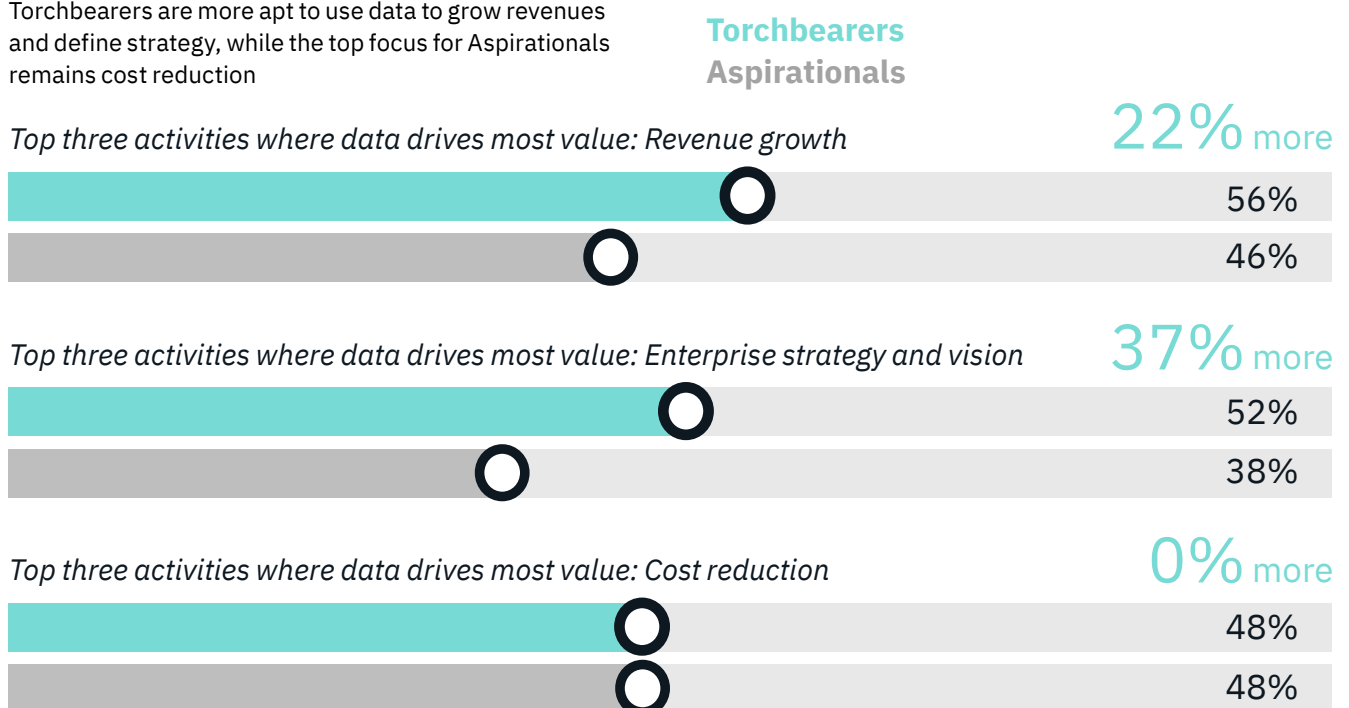 Torchbearers are more apt to use data to grow revenues
and define strategy, while the top focus for Aspirationals
remains cost reduction
Torchbearers
Aspirationals
Top three activities where data drives most value: Revenue growth
22% more
56%
46%
Top three activities where data drives most value: Enterprise strategy and vision
37% more
52%
38%
Top three activities where data drives most value: Cost reduction
0% more
48%
48%